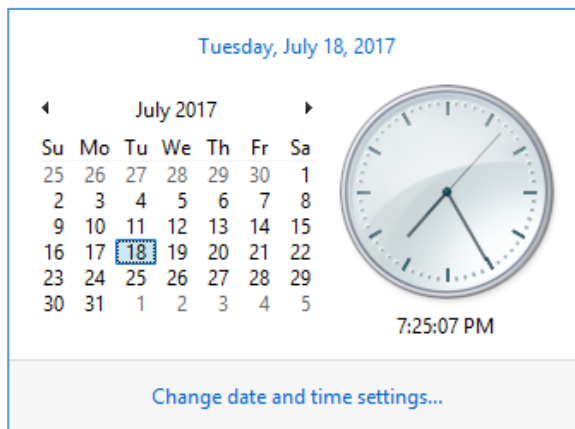 Tuesday, July 18, 2017
July 2017
Su Mo Tu We Th Fr Sa
25 26 27 28 29 30 1
2 3 4 5 6 7 8
9 10 11 12 13 14 15
16 17 18 19 20 21 22
23 24 25 26 27 28 29
30 31 1 2 3 4 5
7:25:07 PM
Change date and time settings...